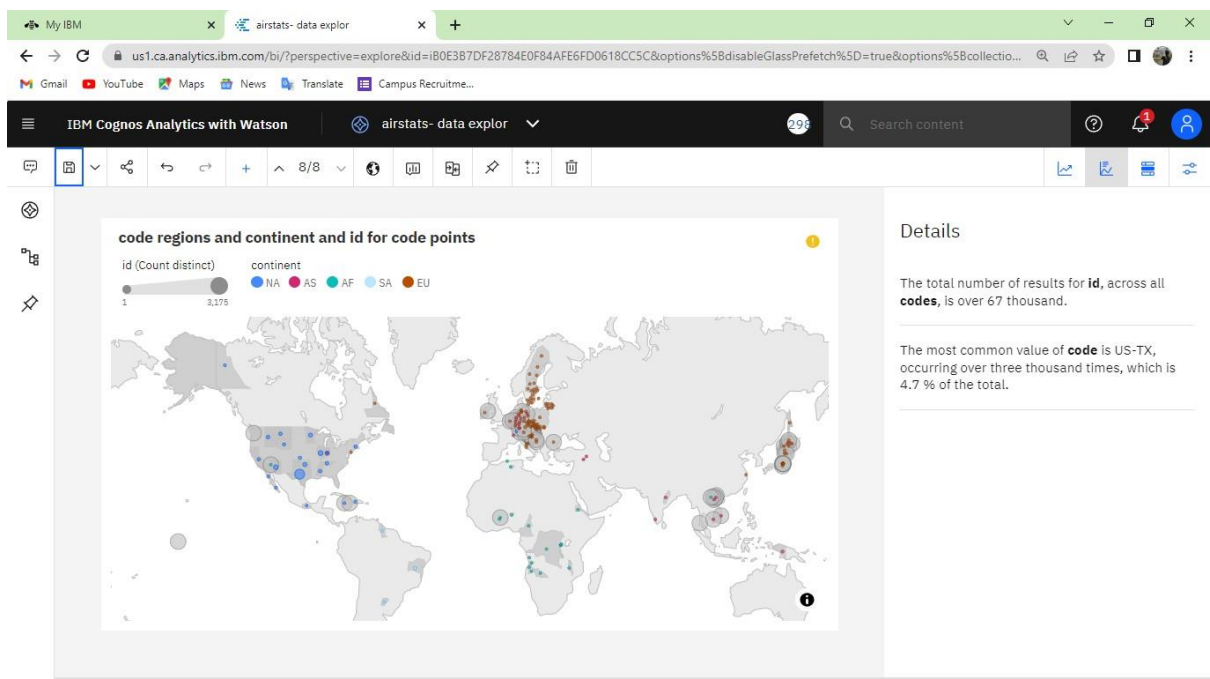 My IBM
airstats- data explor
us1.ca.analytics.ibm.com/bi/?perspective=explore&id=iB0E3B7DF28784E0F84AFE6FD0618CC5C&options%5BdisableGlassPrefetch%5D=true&options%5Bcollectio...
Gmail YouTube Maps News Translate Campus Recruitme...
IBM Cognos Analytics with Watson airstats- data explor 298 Search content 1
8/8
code regions and continent and id for code points
id (Count distinct) continent
NA AS AF SA EU
1 3,175
Details
The total number of results for id, across all
codes, is over 67 thousand.
The most common value of code is US-TX,
occurring over three thousand times, which is
4.7 % of the total.